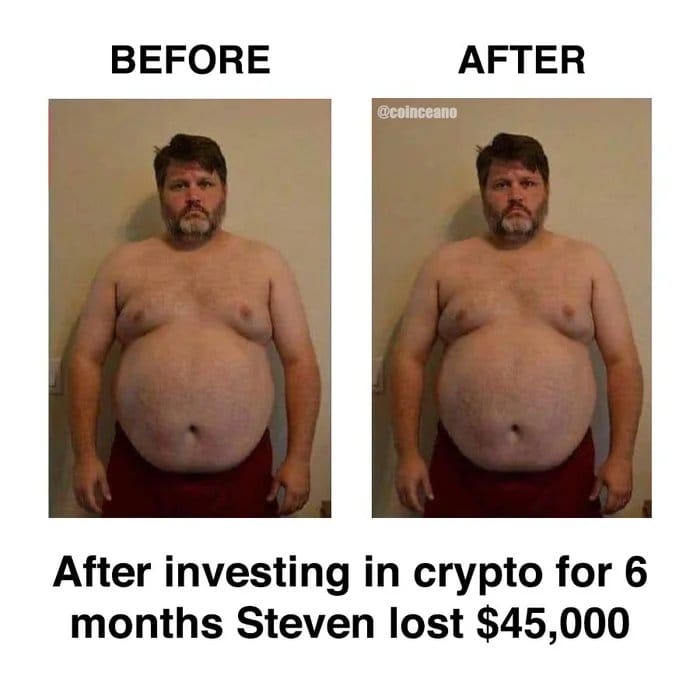 BEFORE
AFTER
@coinceano
After investing in crypto for 6
months Steven lost $45,000